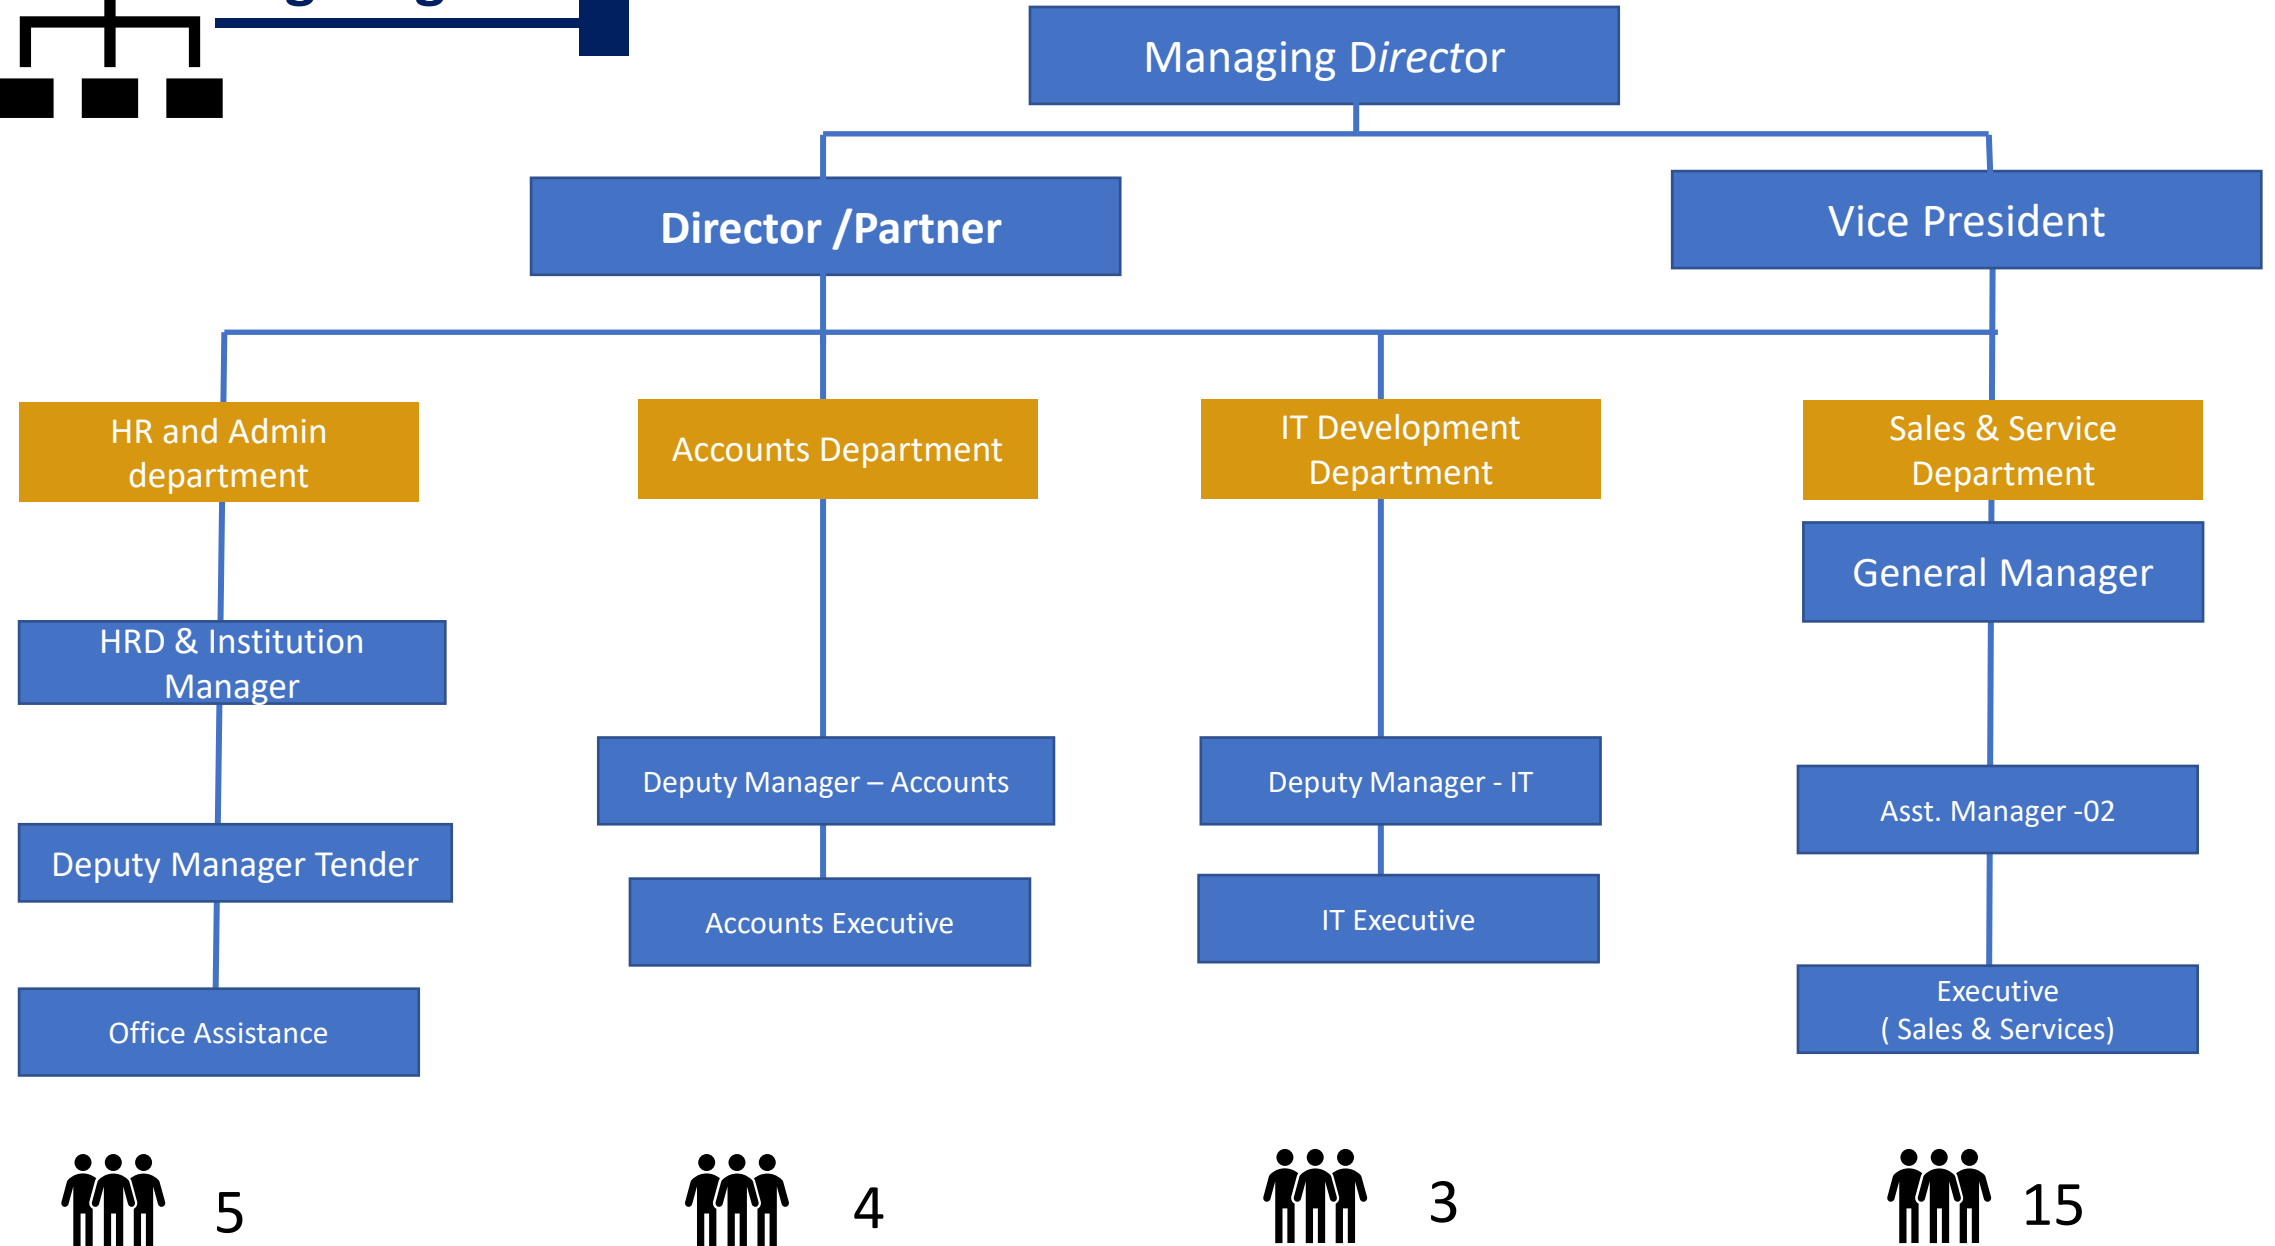 Managing Director
Director /Partner
Vice President
HR and Admin
department
Accounts Department
IT Development
Department
Sales & Service
Department
General Manager
HRD & Institution
Manager
Deputy Manager – Accounts
Deputy Manager - IT
Asst. Manager -02
Deputy Manager Tender
Accounts Executive
IT Executive
Executive
( Sales & Services)
Office Assistance
5
4
3
15